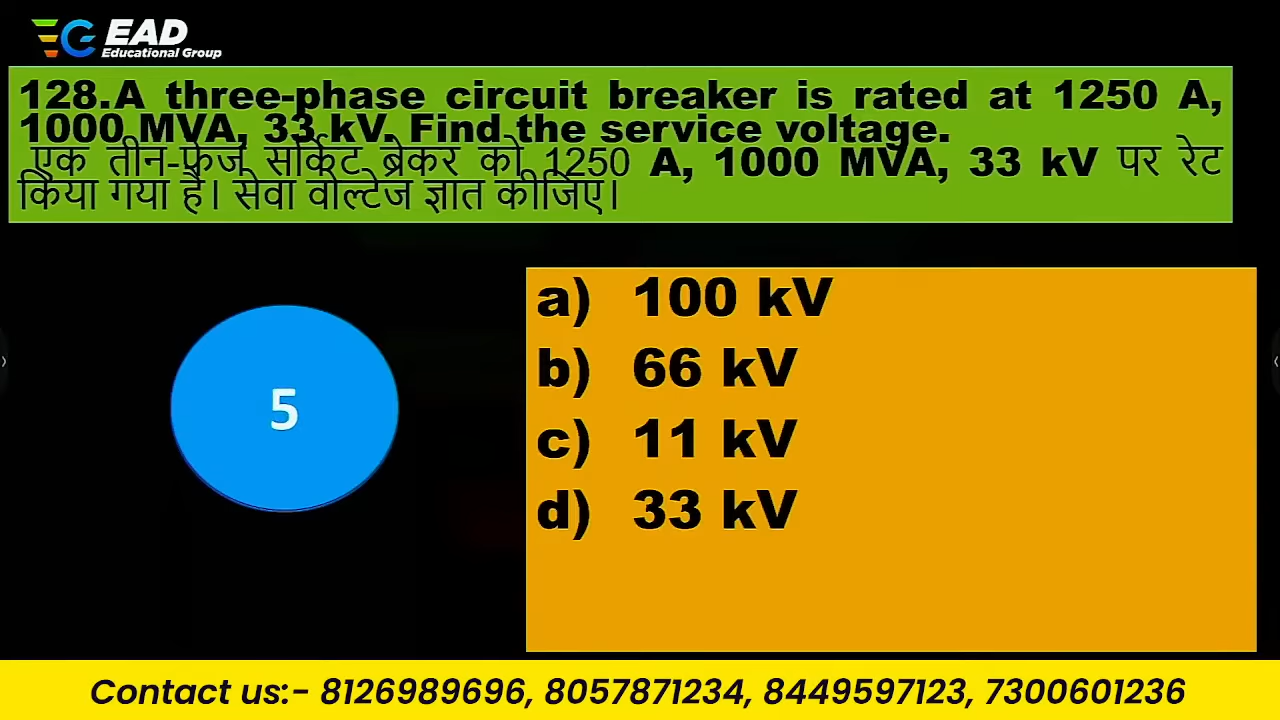 EAD
Educational Group
128.A three-phase circuit breaker is rated at 1250 A,
1000 MVA, 33 kV. Find the service voltage.
एक तीन-फेज सर्किट ब्रेकर को 1250 A, 1000 MVA, 33 kV पर रेट
किया गया है। सेवा वोल्टेज ज्ञात कीजिए।
5
a) 100 kV
b) 66 kV
c) 11 kV
d) 33 kV
Contact us:- 8126989696, 8057871234, 8449597123, 7300601236